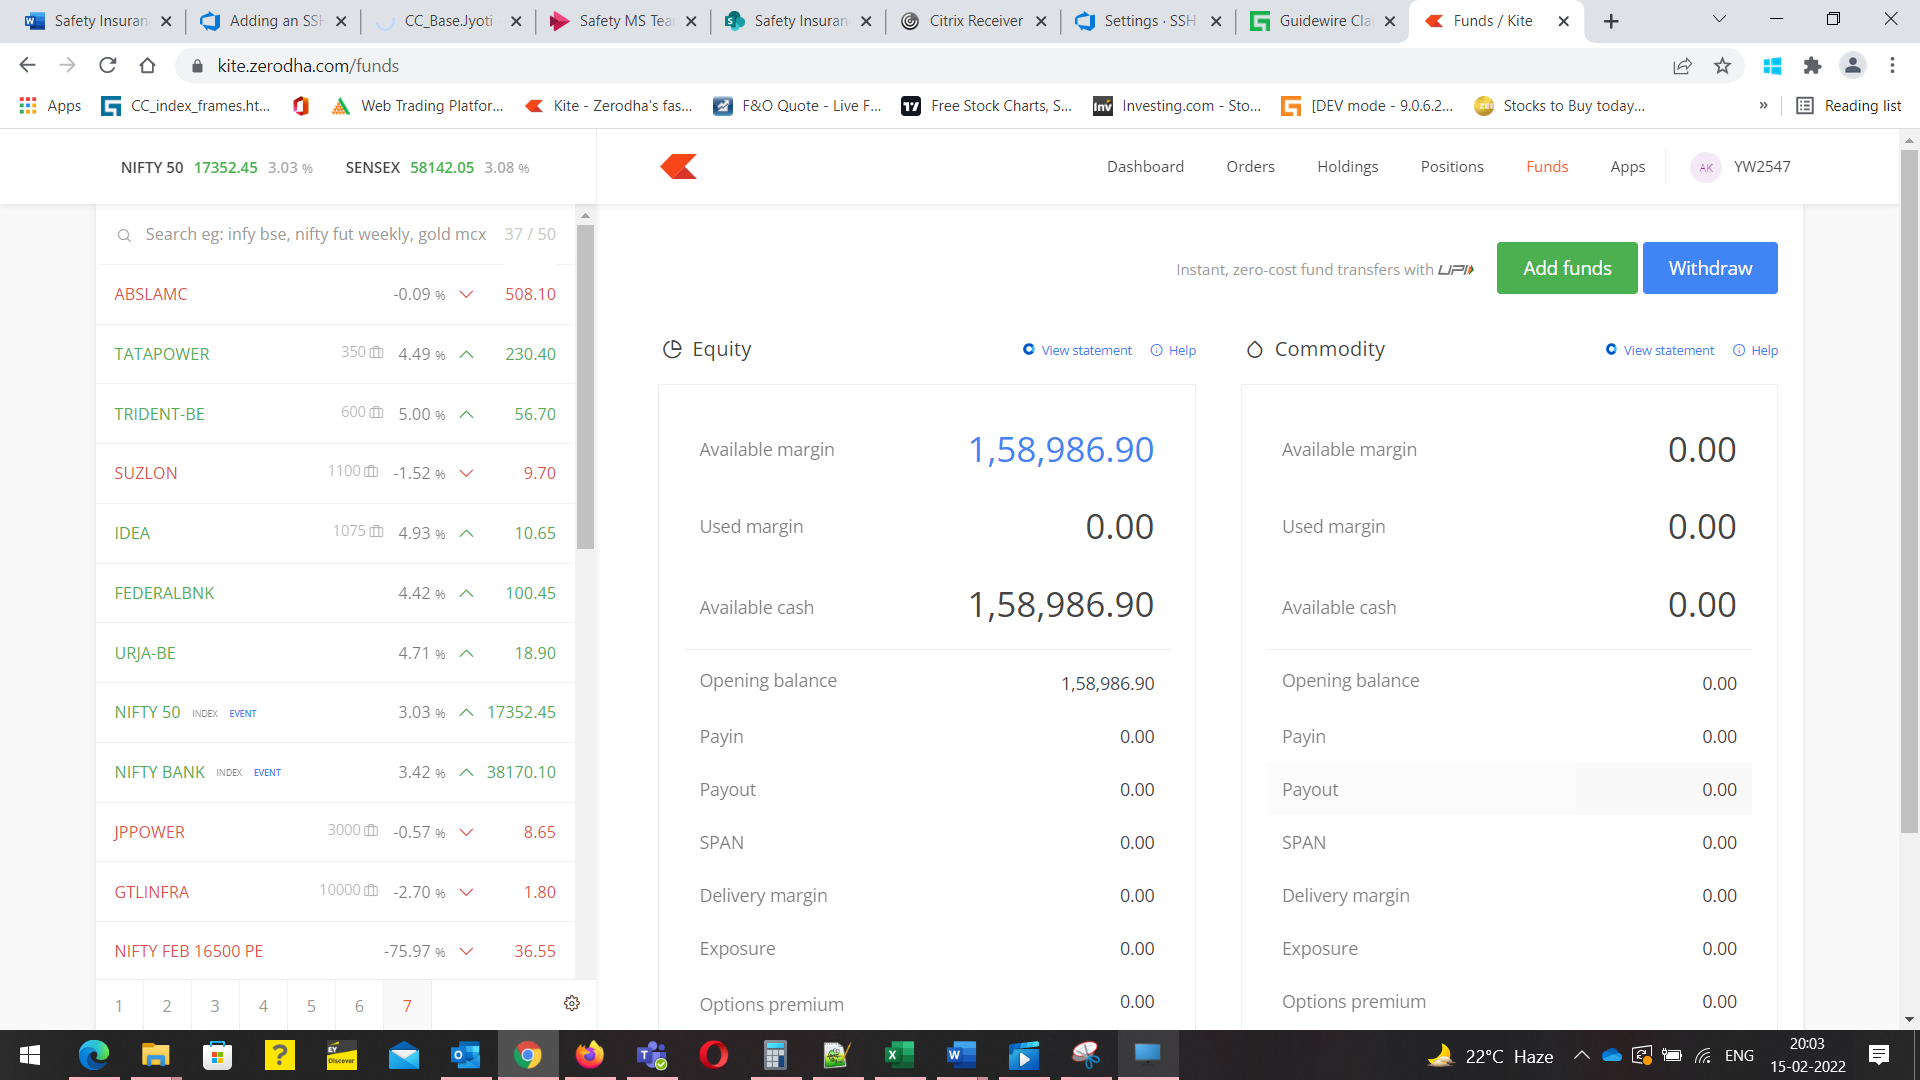 Safety Insuran
Adding an SSH
CC_Base.Jyoti
Safety MS Tea
Safety Insuran
Citrix Receiver
Settings · SSH
Guidewire Cla
Funds / Kite
kite.zerodha.com/funds
Apps
CC_index_frames.ht...
Web Trading Platfor...
Kite - Zerodha's fas...
F&O Quote - Live F...
Free Stock Charts, S...
Investing.com - Sto...
[DEV mode - 9.0.6.2...
Stocks to Buy today...
»
Reading list
NIFTY 50 17352.45 3.03 %
SENSEX 58142.05 3.08 %
Dashboard
Orders
Holdings
Positions
Funds
Apps
AK YW2547
Search eg: infy bse, nifty fut weekly, gold mcx 37 / 50
ABSLAMC -0.09 % 508.10
TATAPOWER 350 4.49 % 230.40
TRIDENT-BE 600 5.00 % 56.70
SUZLON 1100 -1.52 % 9.70
IDEA 1075 4.93 % 10.65
FEDERALBNK 4.42 % 100.45
URJA-BE 4.71 % 18.90
NIFTY 50 INDEX EVENT 3.03 % 17352.45
NIFTY BANK INDEX EVENT 3.42 % 38170.10
JPPOWER 3000 -0.57 % 8.65
GTLINFRA 10000 -2.70 % 1.80
NIFTY FEB 16500 PE -75.97 % 36.55
1 2 3 4 5 6 7
Instant, zero-cost fund transfers with UPI
Add funds
Withdraw
Equity
View statement
Help
Available margin 1,58,986.90
Used margin 0.00
Available cash 1,58,986.90
Opening balance 1,58,986.90
Payin 0.00
Payout 0.00
SPAN 0.00
Delivery margin 0.00
Exposure 0.00
Options premium 0.00
Commodity
View statement
Help
Available margin 0.00
Used margin 0.00
Available cash 0.00
Opening balance 0.00
Payin 0.00
Payout 0.00
SPAN 0.00
Delivery margin 0.00
Exposure 0.00
Options premium 0.00
EY
Discover
22°C Haze
ENG
20:03
15-02-2022